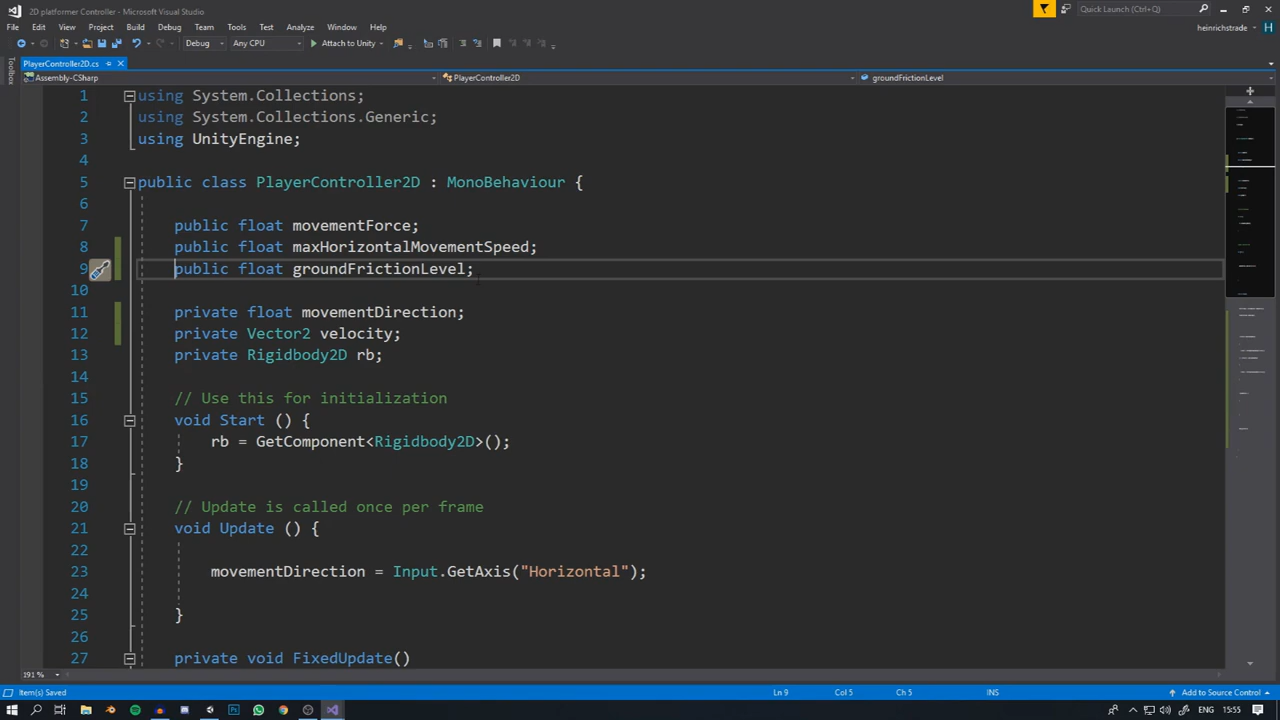 2D platformer Controller - Microsoft Visual Studio
Quick Launch (Ctrl+Q)
File Edit View Project Build Debug Team Tools Test Analyze Window Help
heinrichstrade H
Debug Any CPU Attach to Unity
Toolbox
PlayerController2D.cs
Assembly-CSharp PlayerController2D groundFrictionLevel
1 using System.Collections;
2 using System.Collections.Generic;
3 using UnityEngine;
4
5 public class PlayerController2D : MonoBehaviour {
6
7 public float movementForce;
8 public float maxHorizontalMovementSpeed;
9 public float groundFrictionLevel;
10
11 private float movementDirection;
12 private Vector2 velocity;
13 private Rigidbody2D rb;
14
15 // Use this for initialization
16 void Start () {
17 rb = GetComponent<Rigidbody2D>();
18 }
19
20 // Update is called once per frame
21 void Update () {
22
23 movementDirection = Input.GetAxis("Horizontal");
24
25 }
26
27 private void FixedUpdate()
191 %
Item(s) Saved Ln 9 Col 5 Ch 5 INS Add to Source Control
ENG 15:55